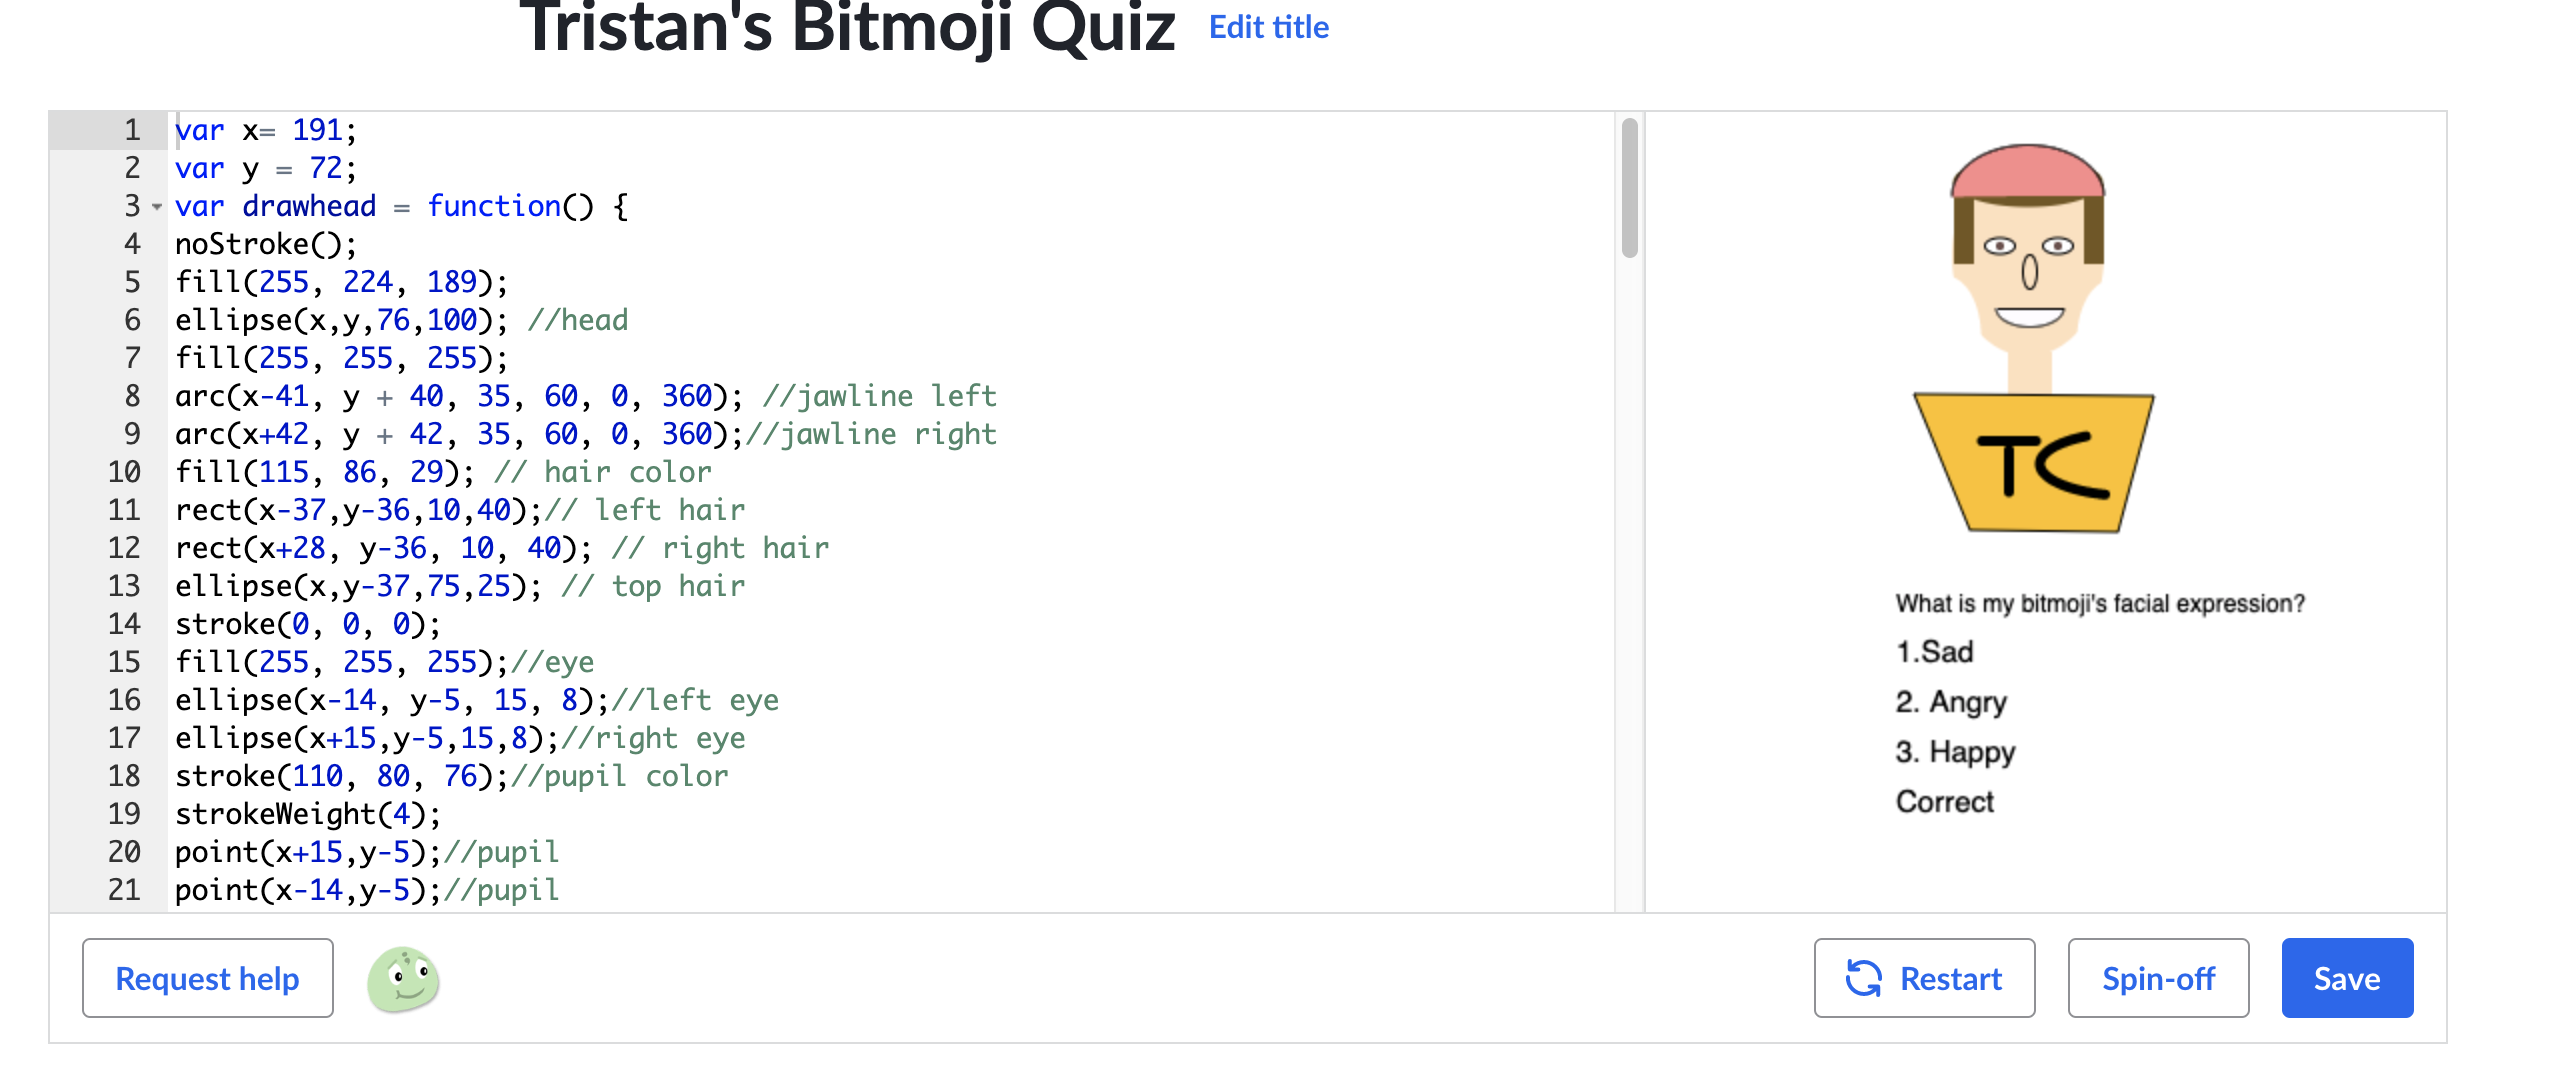 Tristan's Bitmoji Quiz Edit title
1 var x= 191;
2 var y = 72;
3 var drawhead = function() {
4 noStroke();
5 fill(255, 224, 189);
6 ellipse(x,y,76,100); //head
7 fill(255, 255, 255);
8 arc(x-41, y + 40, 35, 60, 0, 360); //jawline left
9 arc(x+42, y + 42, 35, 60, 0, 360);//jawline right
10 fill(115, 86, 29); // hair color
11 rect(x-37,y-36,10,40);// left hair
12 rect(x+28, y-36, 10, 40); // right hair
13 ellipse(x,y-37,75,25); // top hair
14 stroke(0, 0, 0);
15 fill(255, 255, 255);//eye
16 ellipse(x-14, y-5, 15, 8);//left eye
17 ellipse(x+15,y-5,15,8);//right eye
18 stroke(110, 80, 76);//pupil color
19 strokeWeight(4);
20 point(x+15,y-5);//pupil
21 point(x-14,y-5);//pupil
TC
What is my bitmoji's facial expression?
1.Sad
2. Angry
3. Happy
Correct
Request help
Restart
Spin-off
Save